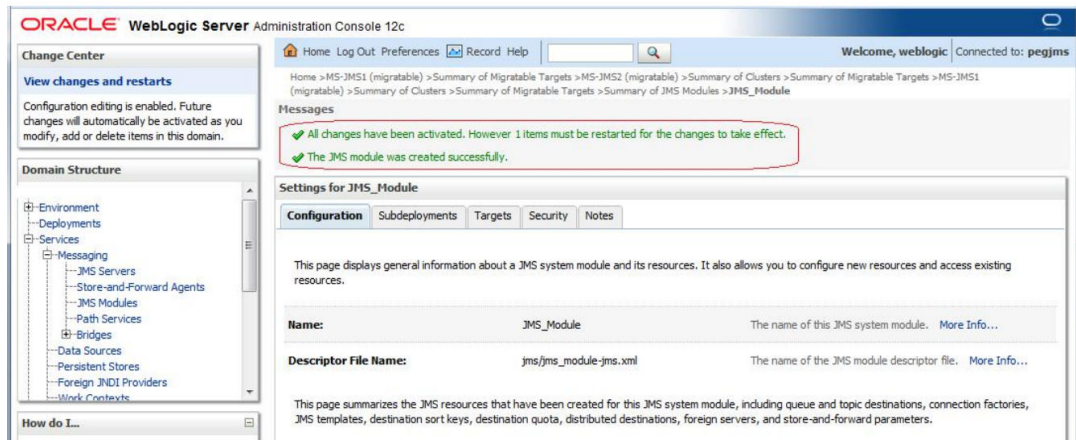 ORACLE WebLogic Server Administration Console 12c
Change Center
View changes and restarts
Configuration editing is enabled. Future
changes will automatically be activated as you
modify, add or delete items in this domain.
Domain Structure
Environment
Deployments
Services
Messaging
JMS Servers
Store-and-Forward Agents
JMS Modules
Path Services
Bridges
Data Sources
Persistent Stores
Foreign JNDI Providers
Work Contexts
How do I...
Home Log Out Preferences Record Help
Welcome, weblogic Connected to: pegjms
Home >MS-JMS1 (migratable) >Summary of Migratable Targets >MS-JMS2 (migratable) >Summary of Clusters >Summary of Migratable Targets >MS-JMS1
(migratable) >Summary of Clusters >Summary of Migratable Targets >Summary of JMS Modules >JMS_Module
Messages
All changes have been activated. However 1 items must be restarted for the changes to take effect.
The JMS module was created successfully.
Settings for JMS_Module
Configuration Subdeployments Targets Security Notes
This page displays general information about a JMS system module and its resources. It also allows you to configure new resources and access existing
resources.
Name: JMS_Module The name of this JMS system module. More Info...
Descriptor File Name: jms/jms_module-jms.xml The name of the JMS module descriptor file. More Info...
This page summarizes the JMS resources that have been created for this JMS system module, including queue and topic destinations, connection factories,
JMS templates, destination sort keys, destination quota, distributed destinations, foreign servers, and store-and-forward parameters.